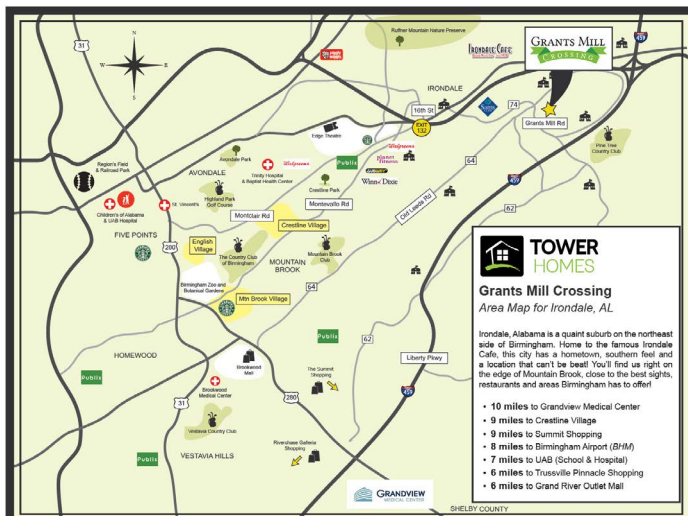 31
Ruffner Mountain Nature Preserve
IRONDALE CAFE
GRANTS MILL
CROSSING
459
N
W
E
S
IRONDALE
16th St
EXIT
132
74
Grants Mill Rd
Edge Theatre
Walgreens
planet
fitness
SUBWAY
Winn Dixie
Publix
64
Pine Tree
Country Club
Avondale Park
Trinity Hospital
& Baptist Health Center
Walgreens
Crestline Park
Region's Field
& Railroad Park
AVONDALE
Highland Park
Golf Course
Montevallo Rd
Old Leeds Rd
459
62
Children's of Alabama
& UAB Hospital
St. Vincent's
Montclair Rd
Crestline Village
FIVE POINTS
280
English
Village
The Country Club
of Birmingham
MOUNTAIN
BROOK
Mountain Brook
Club
Birmingham Zoo and
Botanical Gardens
64
Mtn Brook Village
HOMEWOOD
Publix
62
Liberty Pkwy
Brookwood
Mall
The Summit
Shopping
Publix
Brookwood
Medical Center
31
280
459
Vestavia Country Club
Riverchase Galleria
Shopping
VESTAVIA HILLS
Publix
GRANDVIEW
MEDICAL CENTER
SHELBY COUNTY
TOWER
HOMES
Grants Mill Crossing
Area Map for Irondale, AL
Irondale, Alabama is a quaint suburb on the northeast
side of Birmingham. Home to the famous Irondale
Cafe, this city has a hometown, southern feel and
a location that can't be beat! You'll find us right on
the edge of Mountain Brook, close to the best sights,
restaurants and areas Birmingham has to offer!
• 10 miles to Grandview Medical Center
• 9 miles to Crestline Village
• 9 miles to Summit Shopping
• 8 miles to Birmingham Airport (BHM)
• 7 miles to UAB (School & Hospital)
• 6 miles to Trussville Pinnacle Shopping
• 6 miles to Grand River Outlet Mall